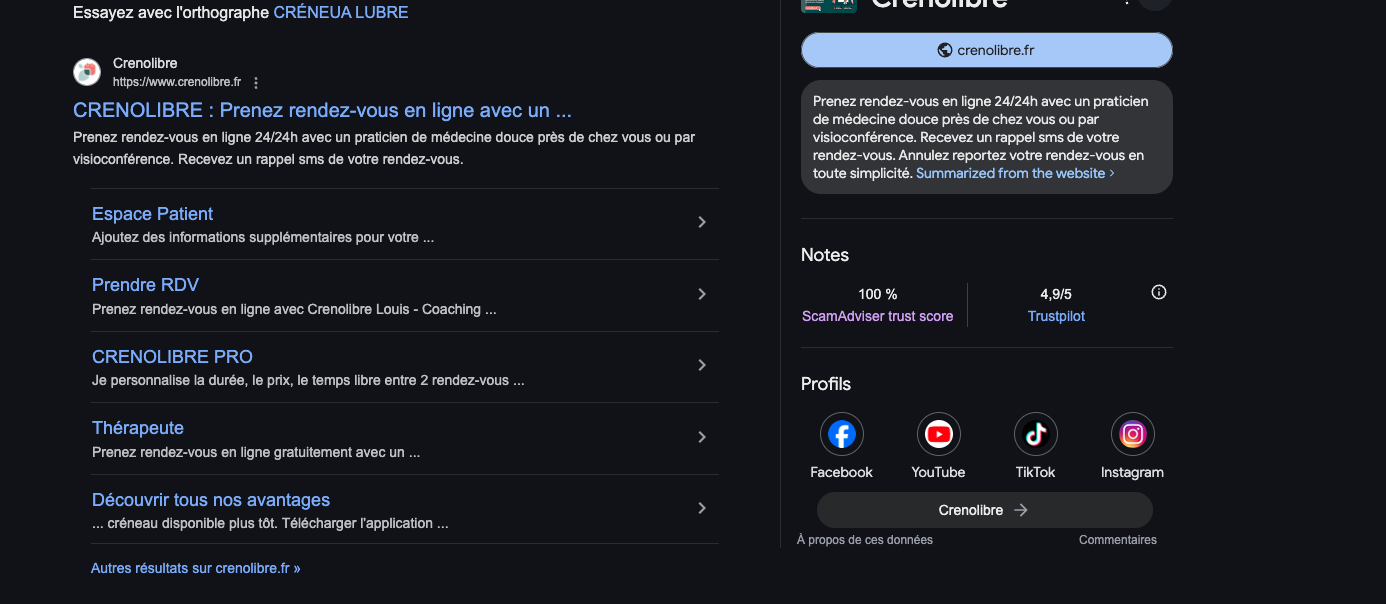 Essayez avec l'orthographe CRÉNEUA LUBRE
Crenolibre
https://www.crenolibre.fr
CRENOLIBRE : Prenez rendez-vous en ligne avec un ...
Prenez rendez-vous en ligne 24/24h avec un praticien de médecine douce près de chez vous ou par
visioconférence. Recevez un rappel sms de votre rendez-vous.
Espace Patient
Ajoutez des informations supplémentaires pour votre ...
Prendre RDV
Prenez rendez-vous en ligne avec Crenolibre Louis - Coaching ...
CRENOLIBRE PRO
Je personnalise la durée, le prix, le temps libre entre 2 rendez-vous ...
Thérapeute
Prenez rendez-vous en ligne gratuitement avec un ...
Découvrir tous nos avantages
... créneau disponible plus tôt. Télécharger l'application ...
Autres résultats sur crenolibre.fr »
Crenolibre
crenolibre.fr
Prenez rendez-vous en ligne 24/24h avec un praticien
de médecine douce près de chez vous ou par
visioconférence. Recevez un rappel sms de votre
rendez-vous. Annulez reportez votre rendez-vous en
toute simplicité. Summarized from the website ›
Notes
100 %
ScamAdviser trust score
4,9/5
Trustpilot
Profils
Facebook
YouTube
TikTok
Instagram
Crenolibre →
À propos de ces données
Commentaires